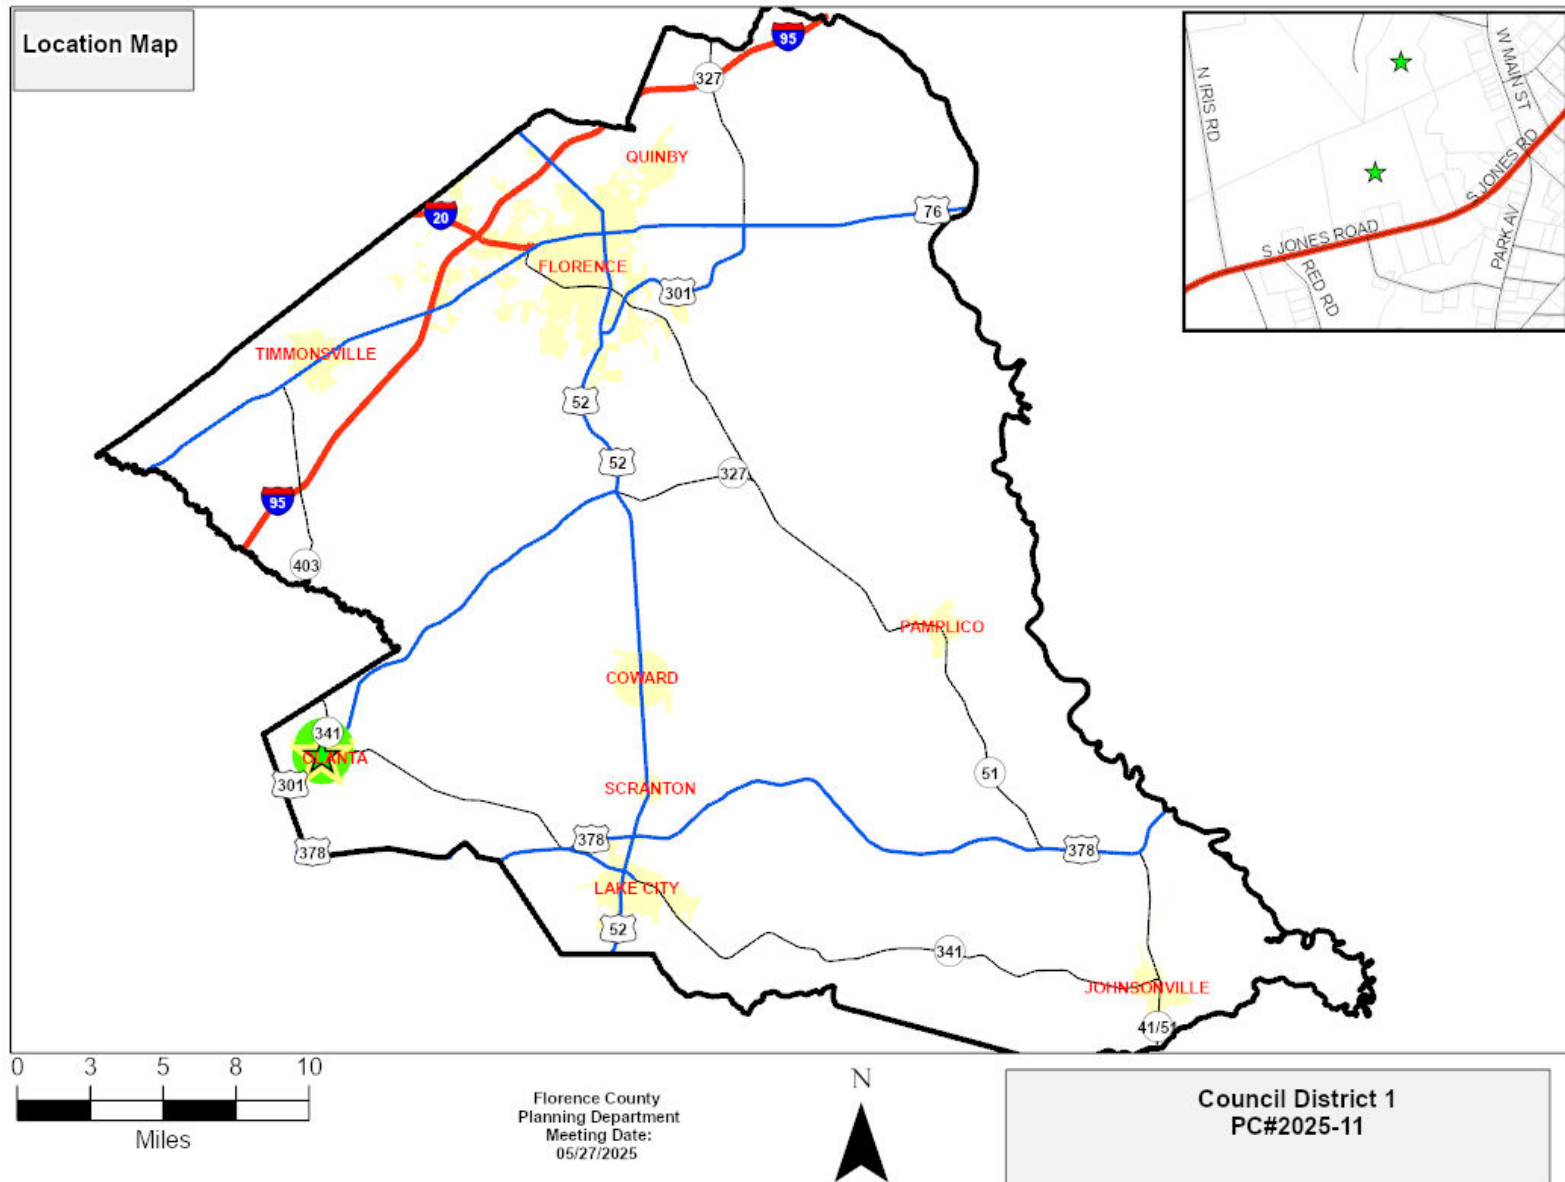 Location Map
95
327
W MAIN ST
N IRIS RD
S JONES RD
S JONES ROAD
PARK AV
RED RD
QUINBY
20
76
FLORENCE
301
TIMMONSVILLE
52
52
327
95
403
PAMPLICO
COWARD
341
OLANTA
301
51
SCRANTON
378
378
378
LAKE CITY
52
341
JOHNSONVILLE
41/51
0 3 5 8 10
Miles
Florence County
Planning Department
Meeting Date:
05/27/2025
N
Council District 1
PC#2025-11